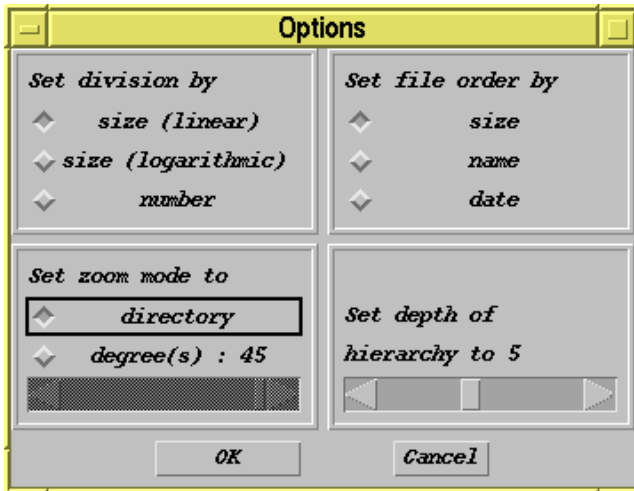 Options
Set division by
size (linear)
size (logarithmic)
number
Set file order by
size
name
date
Set zoom mode to
directory
degree(s) : 45
Set depth of
hierarchy to 5
OK
Cancel